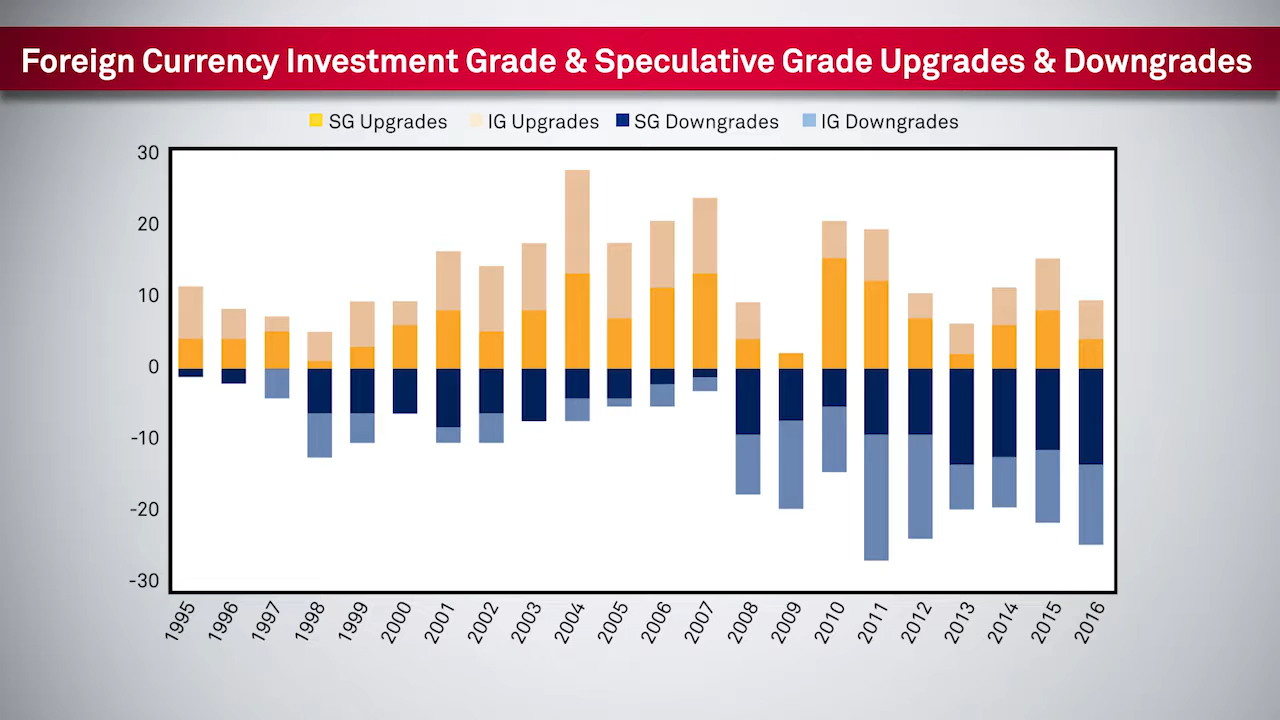 Foreign Currency Investment Grade & Speculative Grade Upgrades & Downgrades
SG Upgrades IG Upgrades SG Downgrades IG Downgrades
30
20
10
0
-10
-20
-30
1995 1996 1997 1998 1999 2000 2001 2002 2003 2004 2005 2006 2007 2008 2009 2010 2011 2012 2013 2014 2015 2016